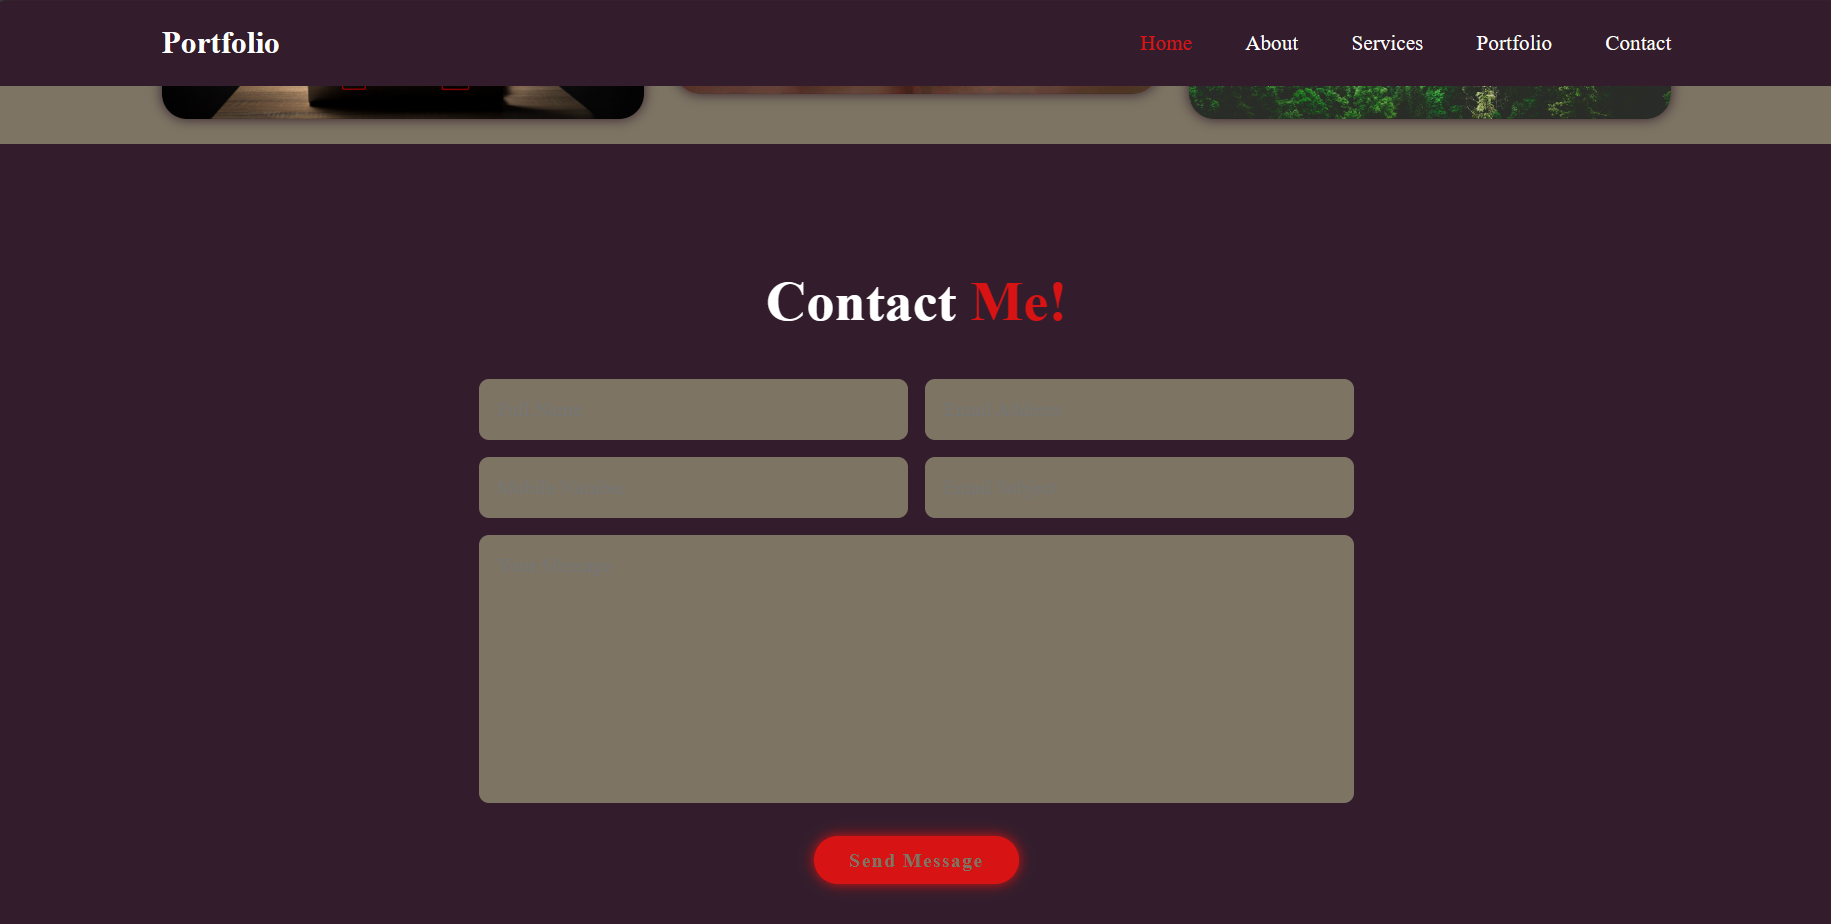 Portfolio
Home About Services Portfolio Contact
Contact Me!
Full Name
Email Address
Mobile Number
Email Subject
Your Message
Send Message